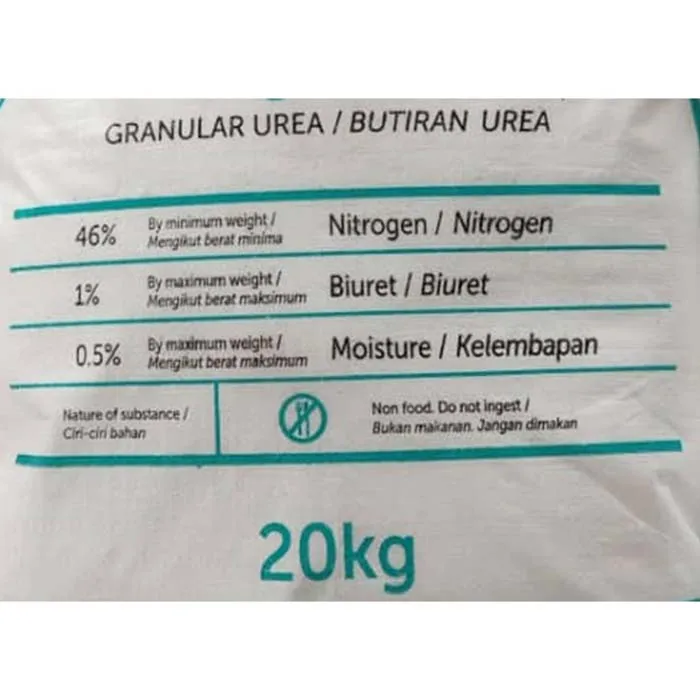 GRANULAR UREA / BUTIRAN UREA
46% By minimum weight / Nitrogen / Nitrogen
Mengikut berat minima
1% By maximum weight / Biuret / Biuret
Mengikut berat maksimum
0.5% By maximum weight / Moisture / Kelembapan
Mengikut berat maksimum
Nature of substance /
Ciri-ciri bahan
Non food. Do not ingest /
Bukan makanan. Jangan dimakan
20kg